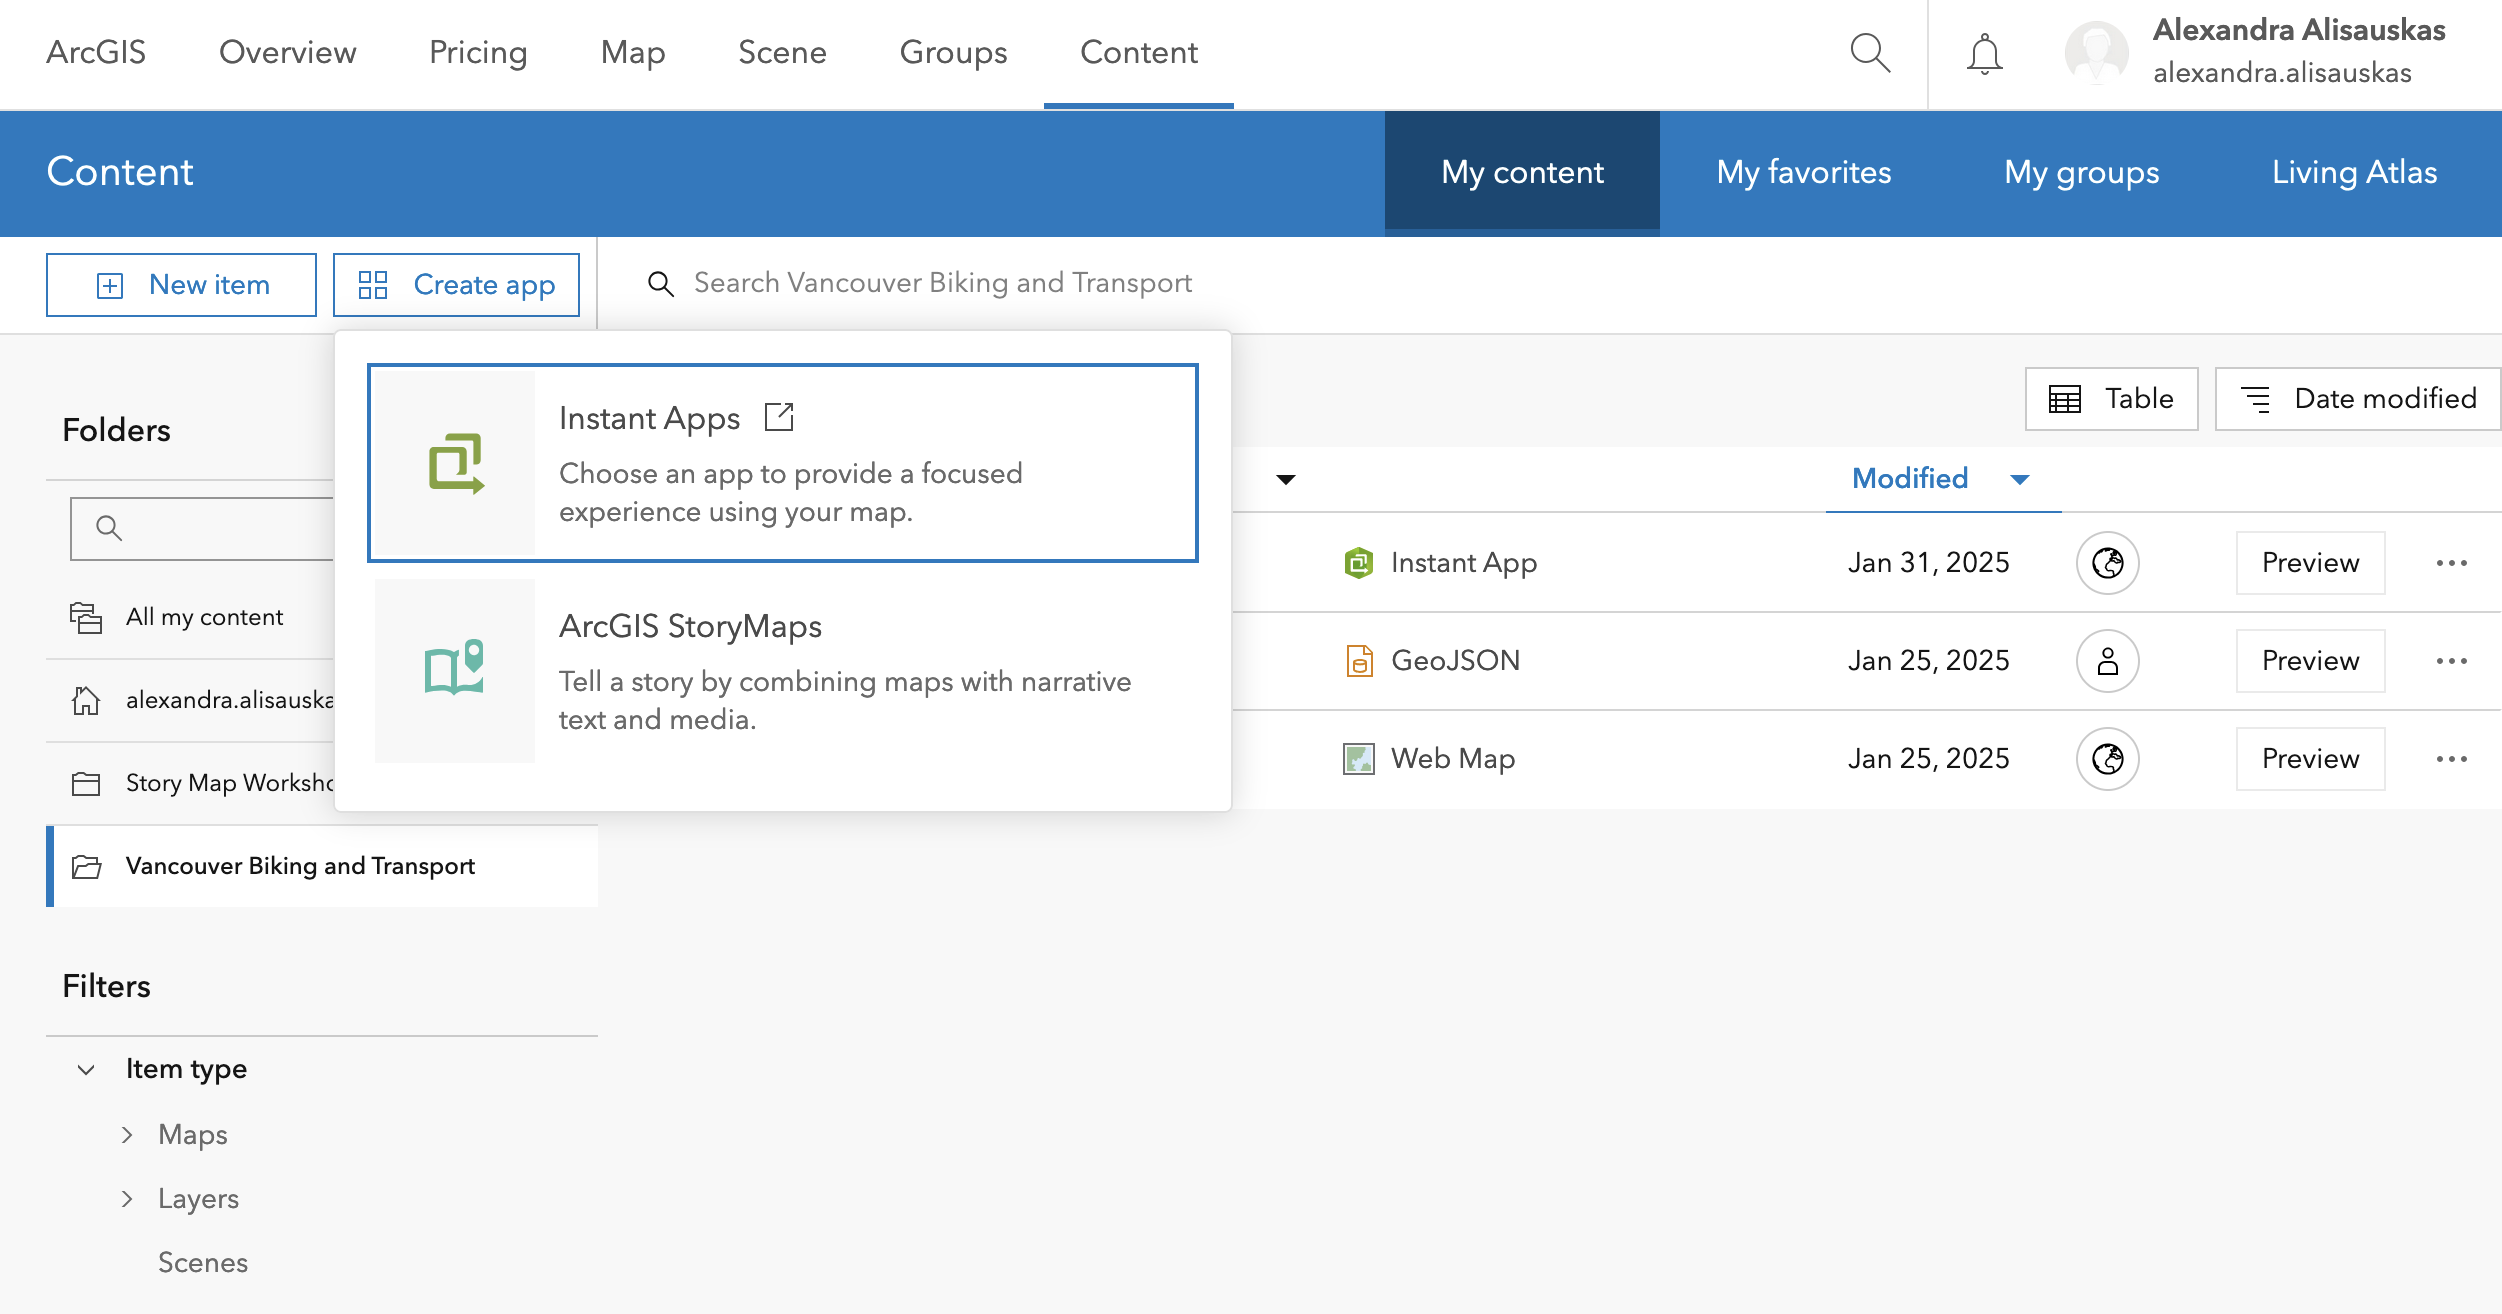 ArcGIS Overview Pricing Map Scene Groups Content
Alexandra Alisauskas
alexandra.alisauskas
Content My content My favorites My groups Living Atlas
New item Create app Search Vancouver Biking and Transport
Instant Apps
Choose an app to provide a focused
experience using your map.
ArcGIS StoryMaps
Tell a story by combining maps with narrative
text and media.
Table Date modified
Modified
Instant App Jan 31, 2025 Preview
GeoJSON Jan 25, 2025 Preview
Web Map Jan 25, 2025 Preview
Folders
All my content
alexandra.alisauska
Story Map Worksho
Vancouver Biking and Transport
Filters
Item type
Maps
Layers
Scenes